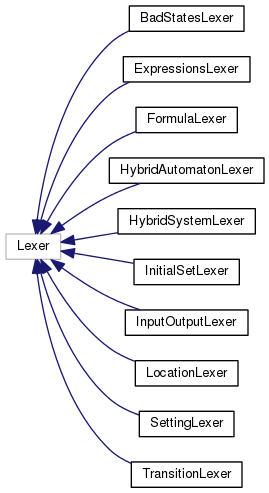 BadStatesLexer
ExpressionsLexer
FormulaLexer
HybridAutomatonLexer
HybridSystemLexer
Lexer
InitialSetLexer
InputOutputLexer
LocationLexer
SettingLexer
TransitionLexer